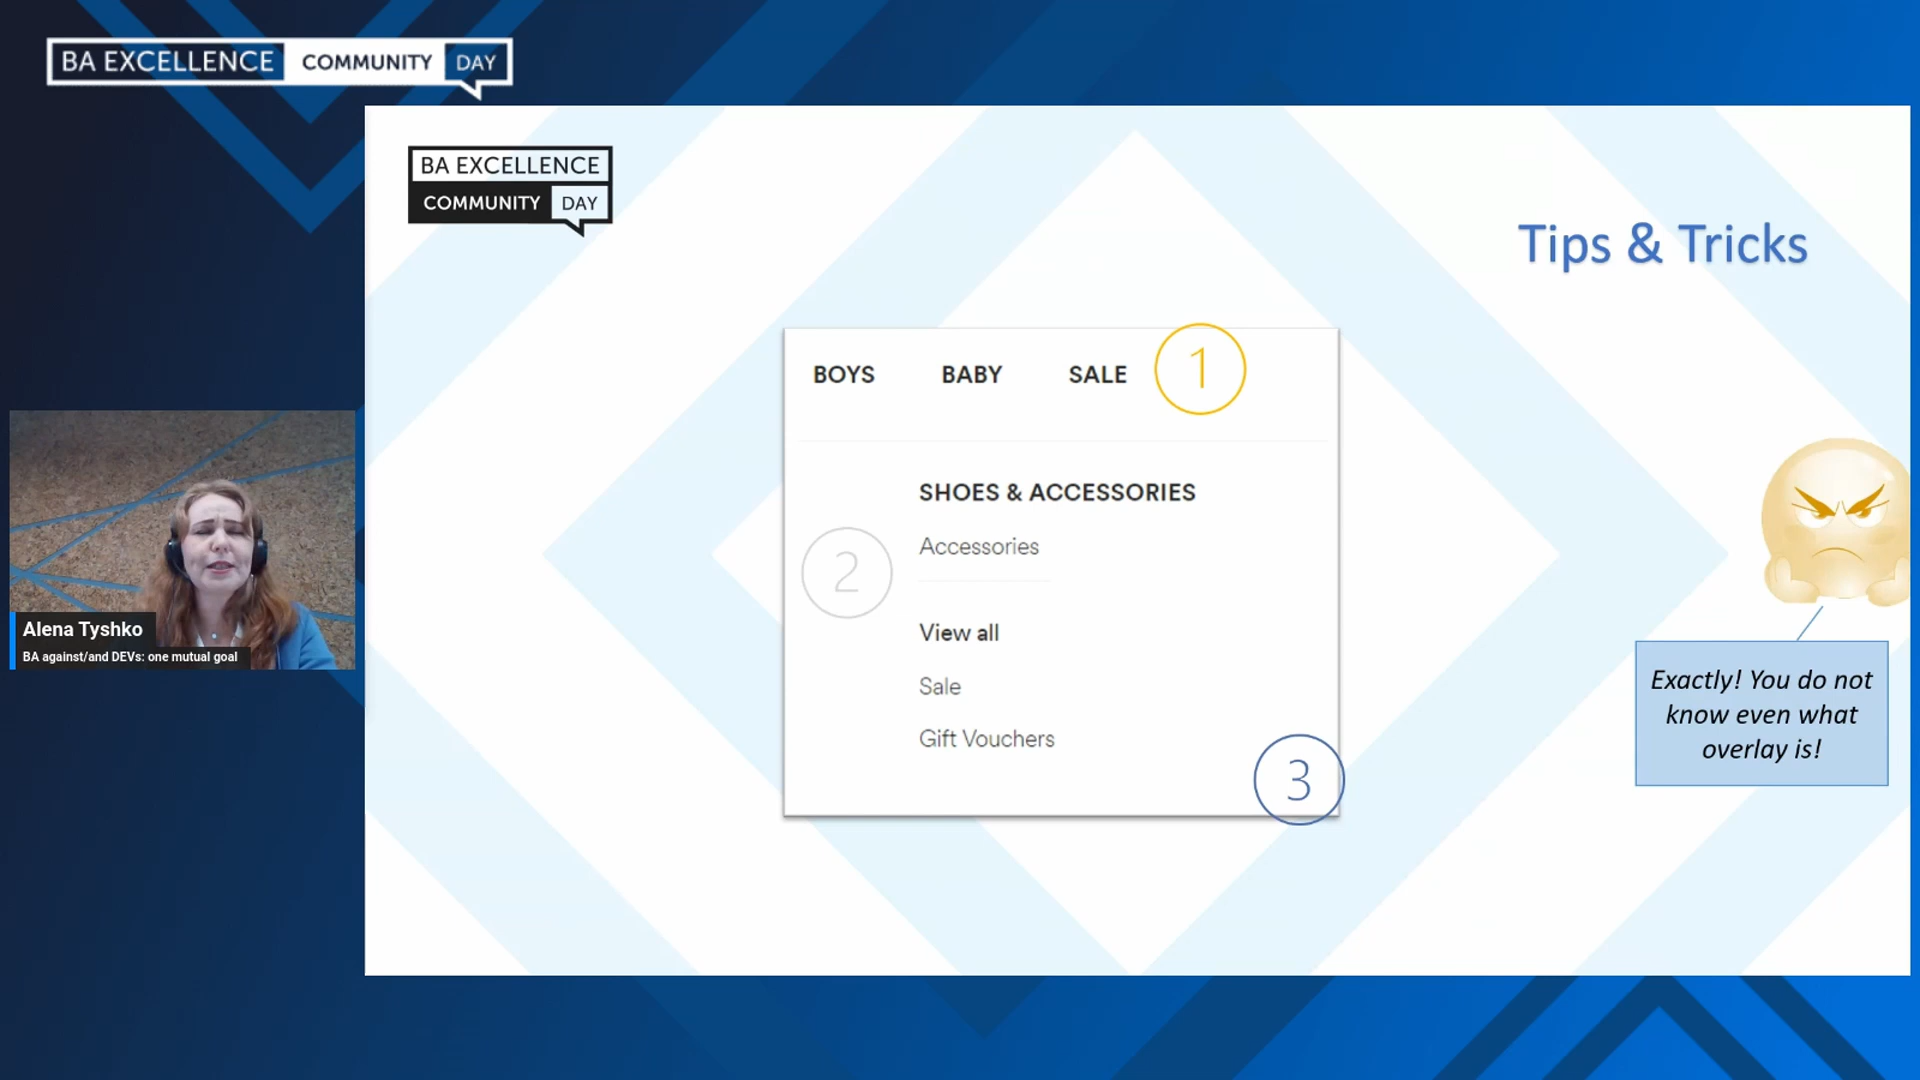 BA EXCELLENCE COMMUNITY DAY
BA EXCELLENCE
COMMUNITY DAY
Tips & Tricks
BOYS BABY SALE 1
SHOES & ACCESSORIES
Accessories
2
View all
Sale
Gift Vouchers
3
Exactly! You do not
know even what
overlay is!
Alena Tyshko
BA against/and DEVs: one mutual goal